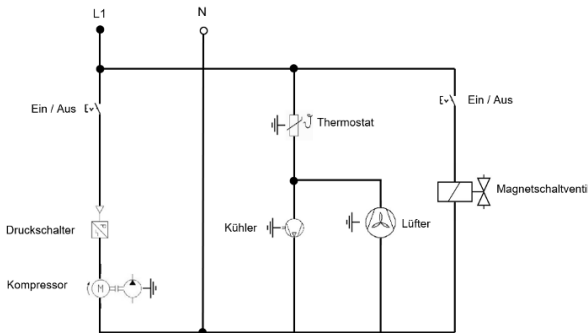 L1
N
Ein / Aus
Thermostat
Ein / Aus
Magnetschaltventi
Druckschalter
Kühler
Lüfter
Kompressor
M